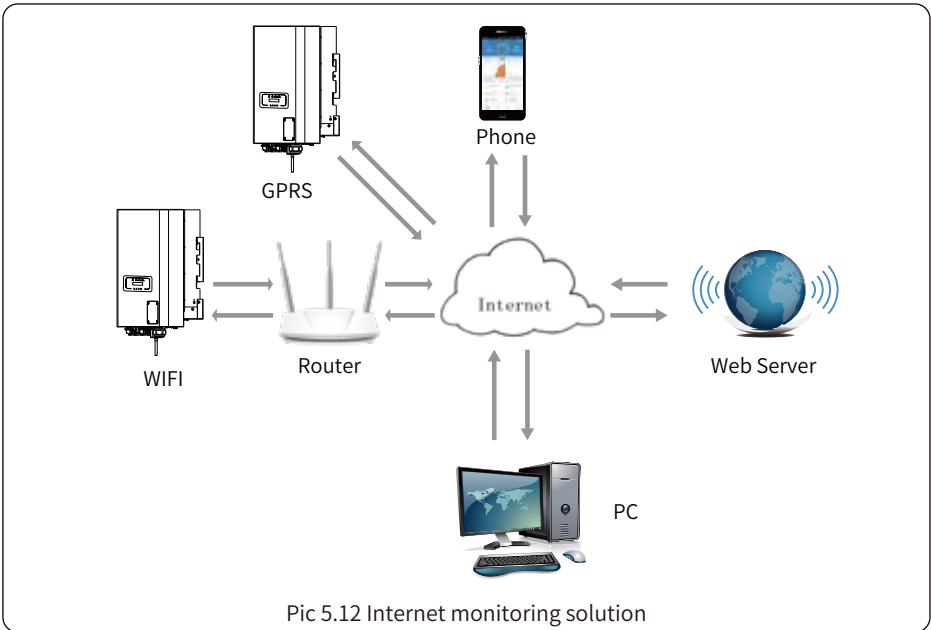 Phone
GPRS
Internet
WIFI
Router
Web Server
PC
Pic 5.12 Internet monitoring solution